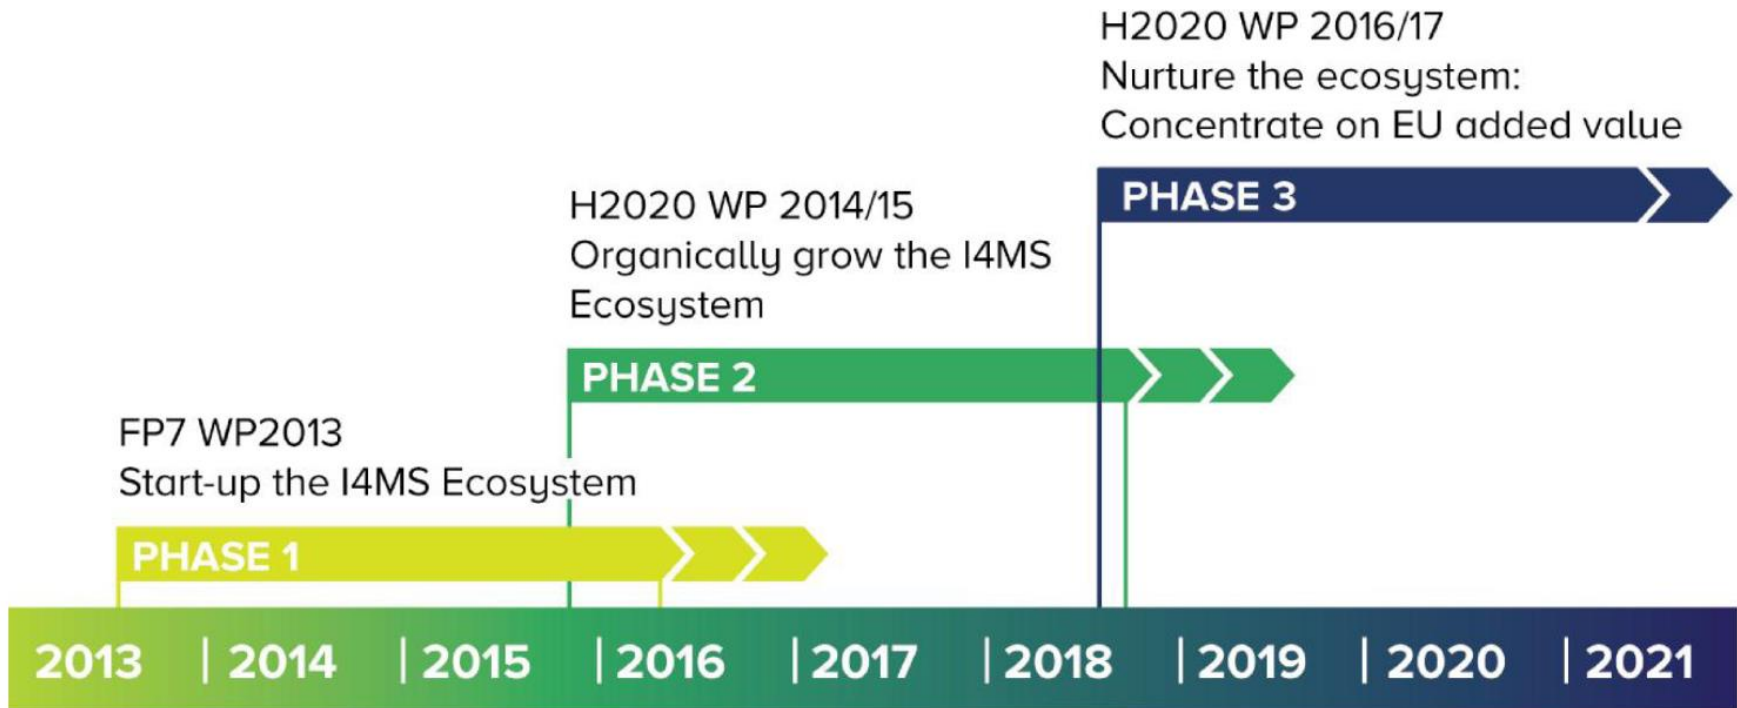 H2020 WP 2016/17
Nurture the ecosystem:
Concentrate on EU added value
PHASE 3
H2020 WP 2014/15
Organically grow the I4MS
Ecosystem
PHASE 2
FP7 WP2013
Start-up the I4MS Ecosystem
PHASE 1
2013 | 2014 | 2015 | 2016 | 2017 | 2018 | 2019 | 2020 | 2021